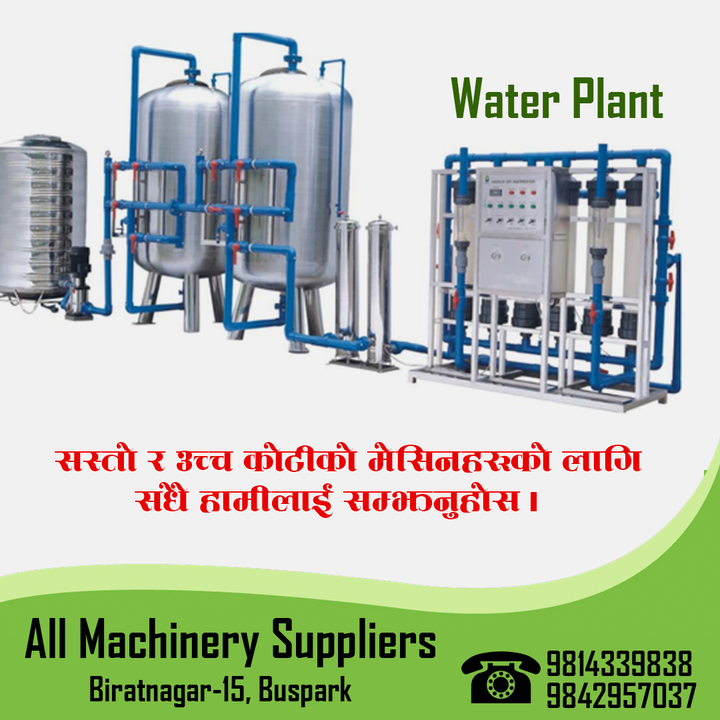 Water Plant
सस्तो र उच्च कोटीको मेसिनहरुको लागि
सधैं हामीलाई सम्झनुहोस ।
All Machinery Suppliers
Biratnagar-15, Buspark
9814339838
9842957037